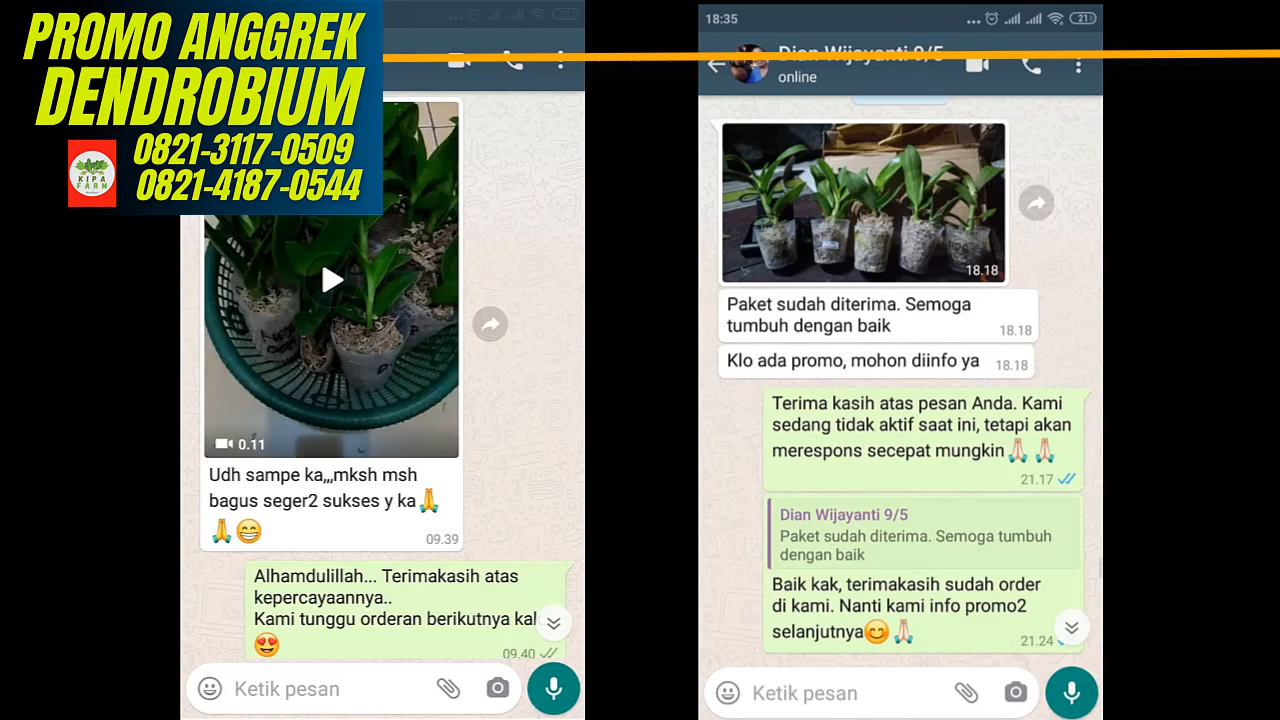 PROMO ANGGREK
DENDROBIUM
0821-3117-0509
0821-4187-0544
KIPA
FARM
0.11
Udh sampe ka,,,mksh msh
bagus seger2 sukses y ka🙏
🙏😁
09.39
Alhamdulillah... Terimakasih atas
kepercayaannya..
Kami tunggu orderan berikutnya kak
😍
09.40
Ketik pesan
18:35
21
Dian Wijayanti 9/5
online
18.18
Paket sudah diterima. Semoga
tumbuh dengan baik
18.18
Klo ada promo, mohon diinfo ya
18.18
Terima kasih atas pesan Anda. Kami
sedang tidak aktif saat ini, tetapi akan
merespons secepat mungkin🙏🏻 🙏🏻
21.17
Dian Wijayanti 9/5
Paket sudah diterima. Semoga tumbuh
dengan baik
Baik kak, terimakasih sudah order
di kami. Nanti kami info promo2
selanjutnya😊🙏🏻
21.24
Ketik pesan